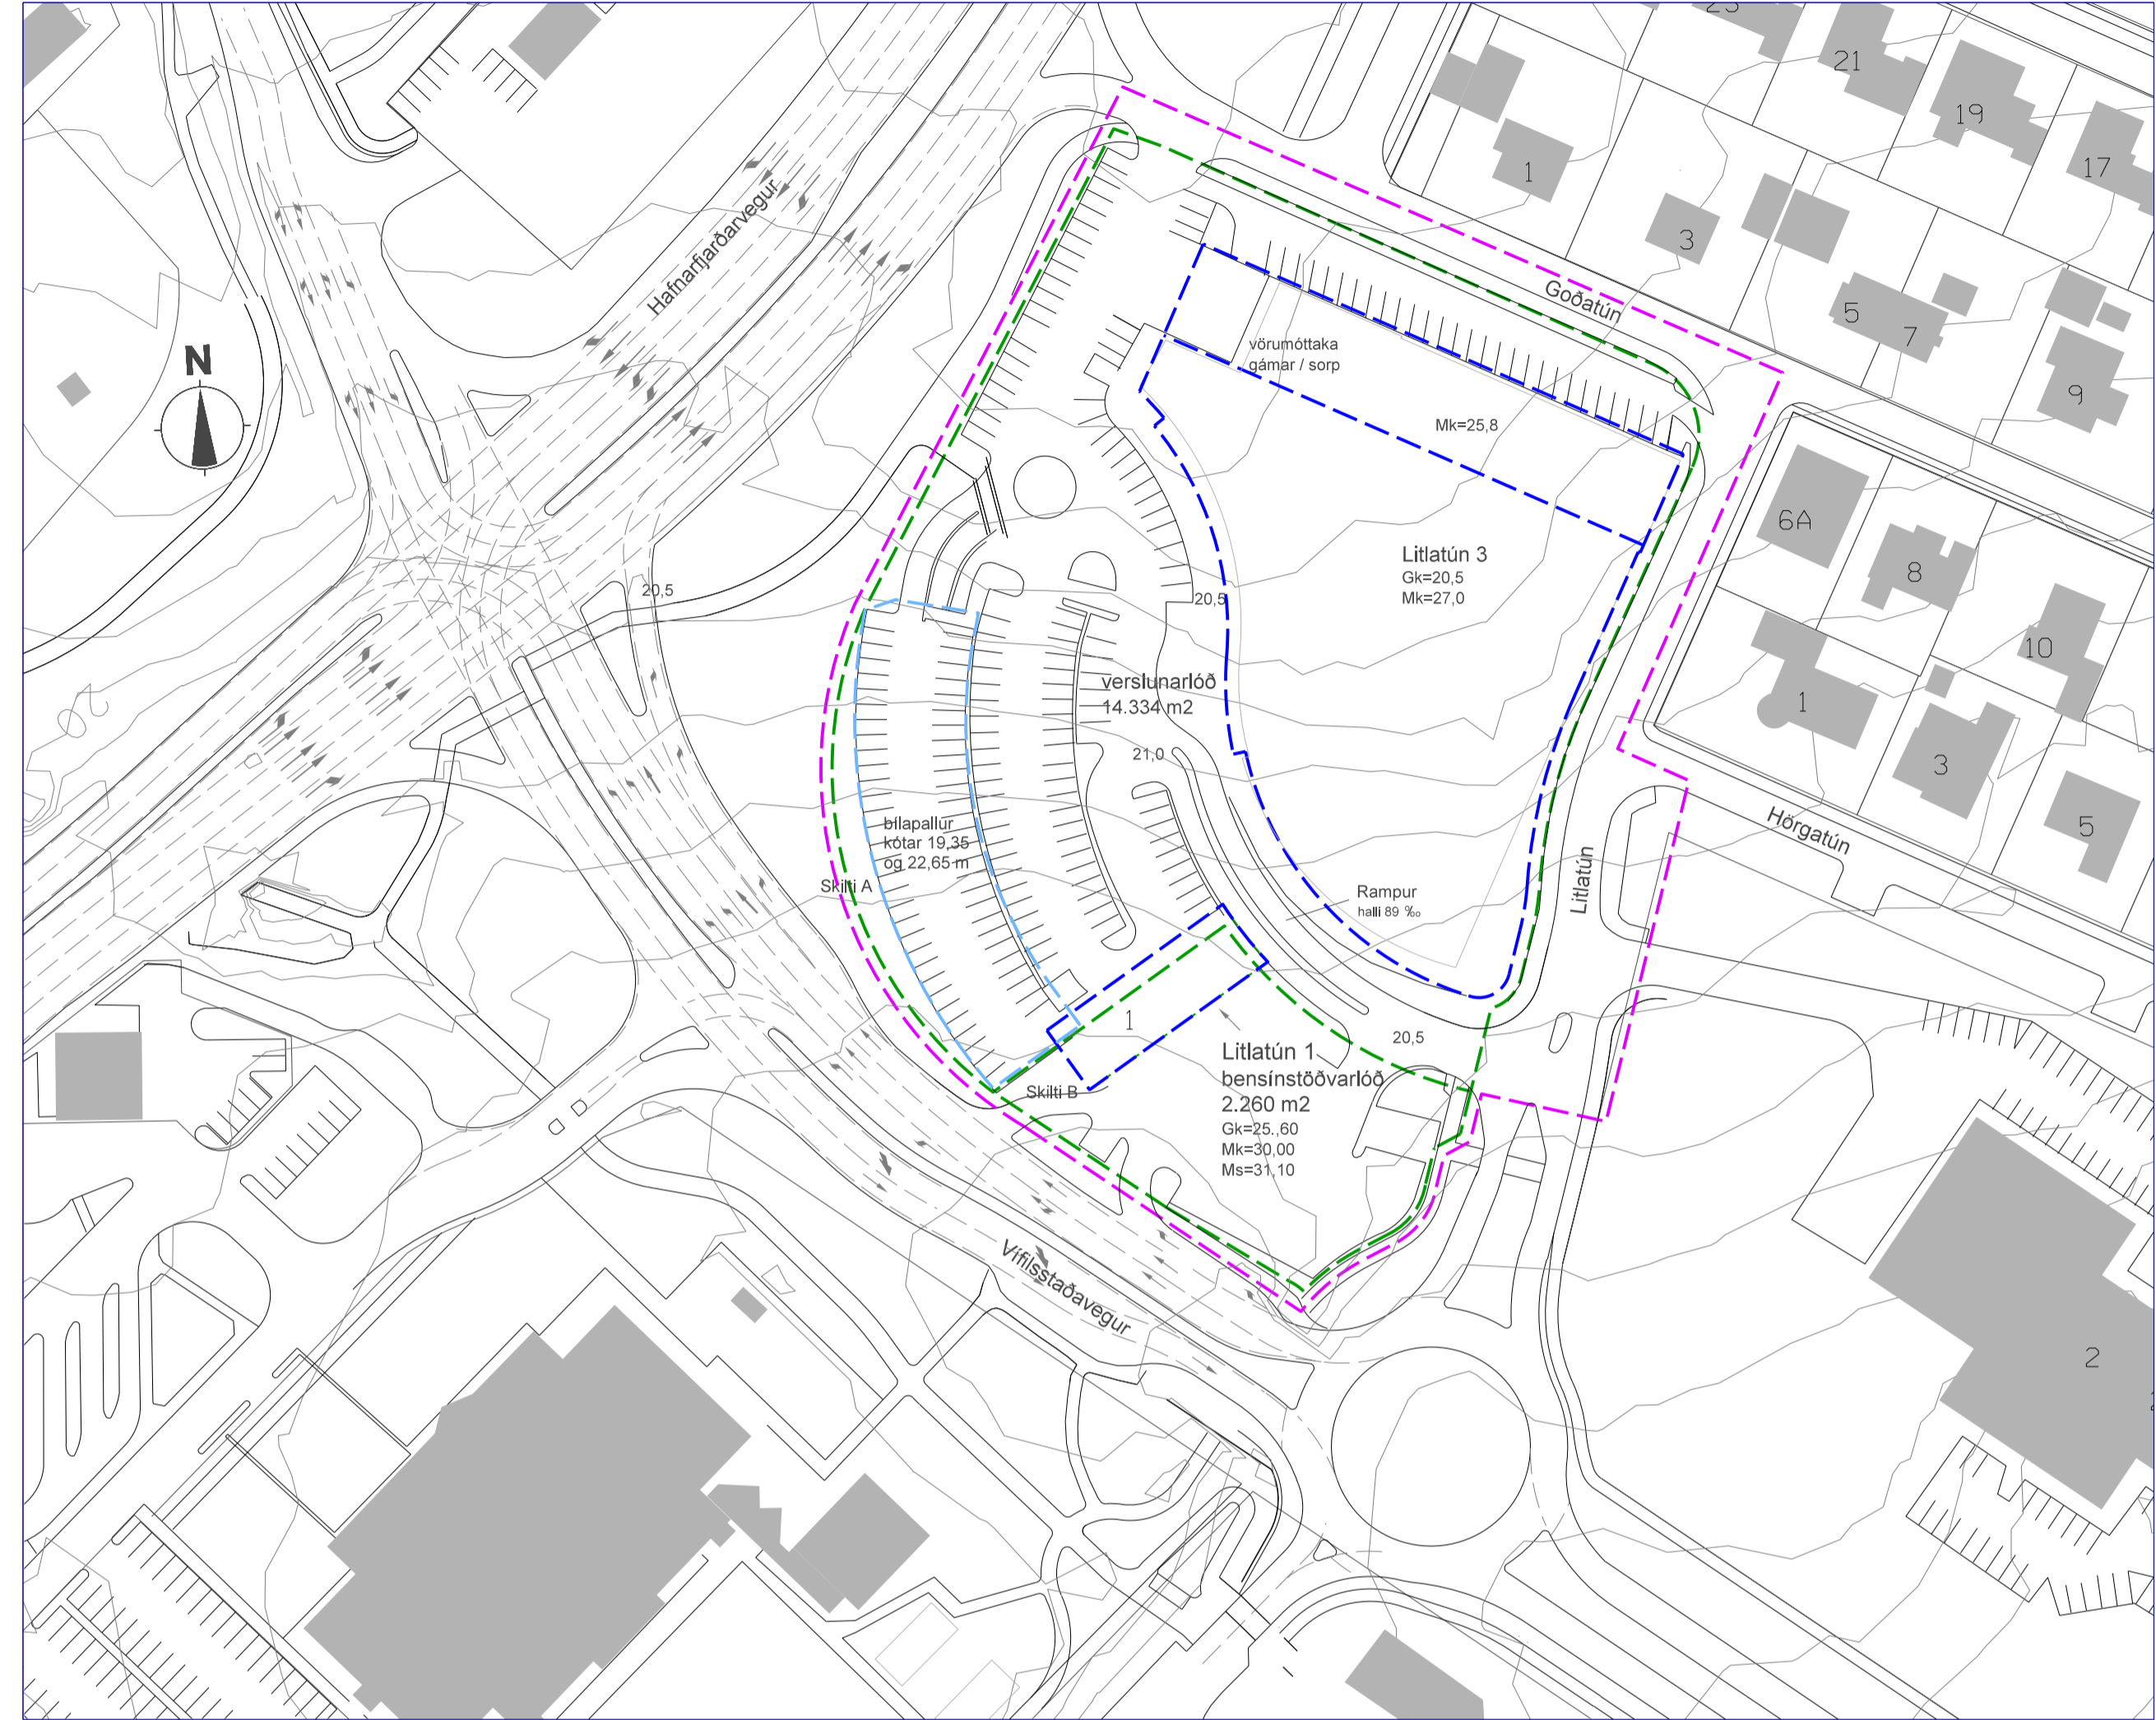 23
21
19
17
1
3
5
7
9
Hafnarfjarðarvegur
Goðatún
N
vörumóttaka
gámar / sorp
Mk=25,8
6A
8
10
1
3
5
Litlatún 3
Gk=20,5
Mk=27,0
20,5
20,5
verslunarlóð
14.334 m2
21,0
bílapallur
kótar 19,35
og 22,65 m
Skilti A
Hörgatún
Litlatún
Rampur
halli 89 ‰
1
20,5
Litlatún 1
bensínstöðvarlóð
2.260 m2
Gk=25.,60
Mk=30,00
Ms=31,10
Skilti B
Vífilsstaðavegur
2